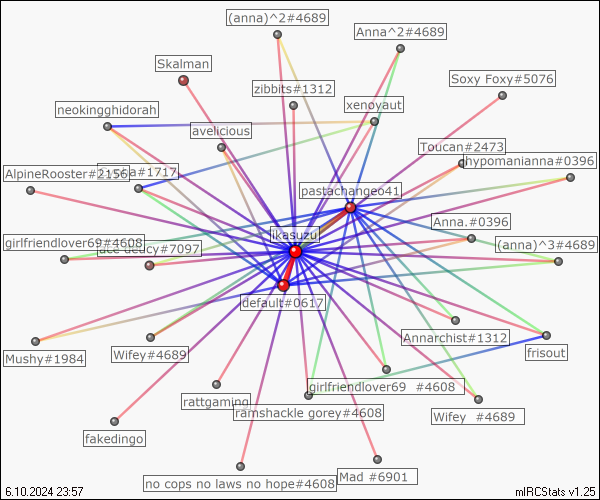 (anna)^2#4689
Anna^2#4689
Skalman
Soxy Foxy#5076
zibbits#1312
neokingghidorah
xenoyaut
avelicious
Toucan#2473
hypomanianna#0396
AlpineRooster#2156
#1717
pastachangeo41
Anna.#0396
ikasuzu
girlfriendlover69#4608
#7097
(anna)^3#4689
default#0617
Annarchist#1312
Mushy#1984
Wifey#4689
frisout
girlfriendlover69 #4608
rattgaming
ramshackle gorey#4608
Wifey #4689
fakedingo
no cops no laws no hope#4608
Mad #6901
6.10.2024 23:57
mIRCStats v1.25